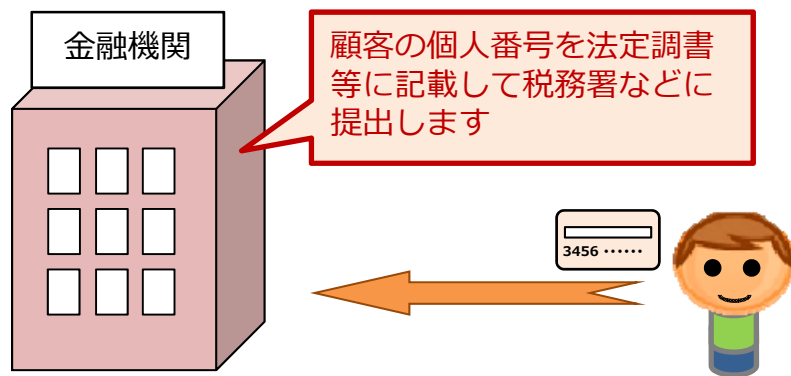 金融機関
顧客の個人番号を法定調書
等に記載して税務署などに
提出します
3456 ‥‥‥